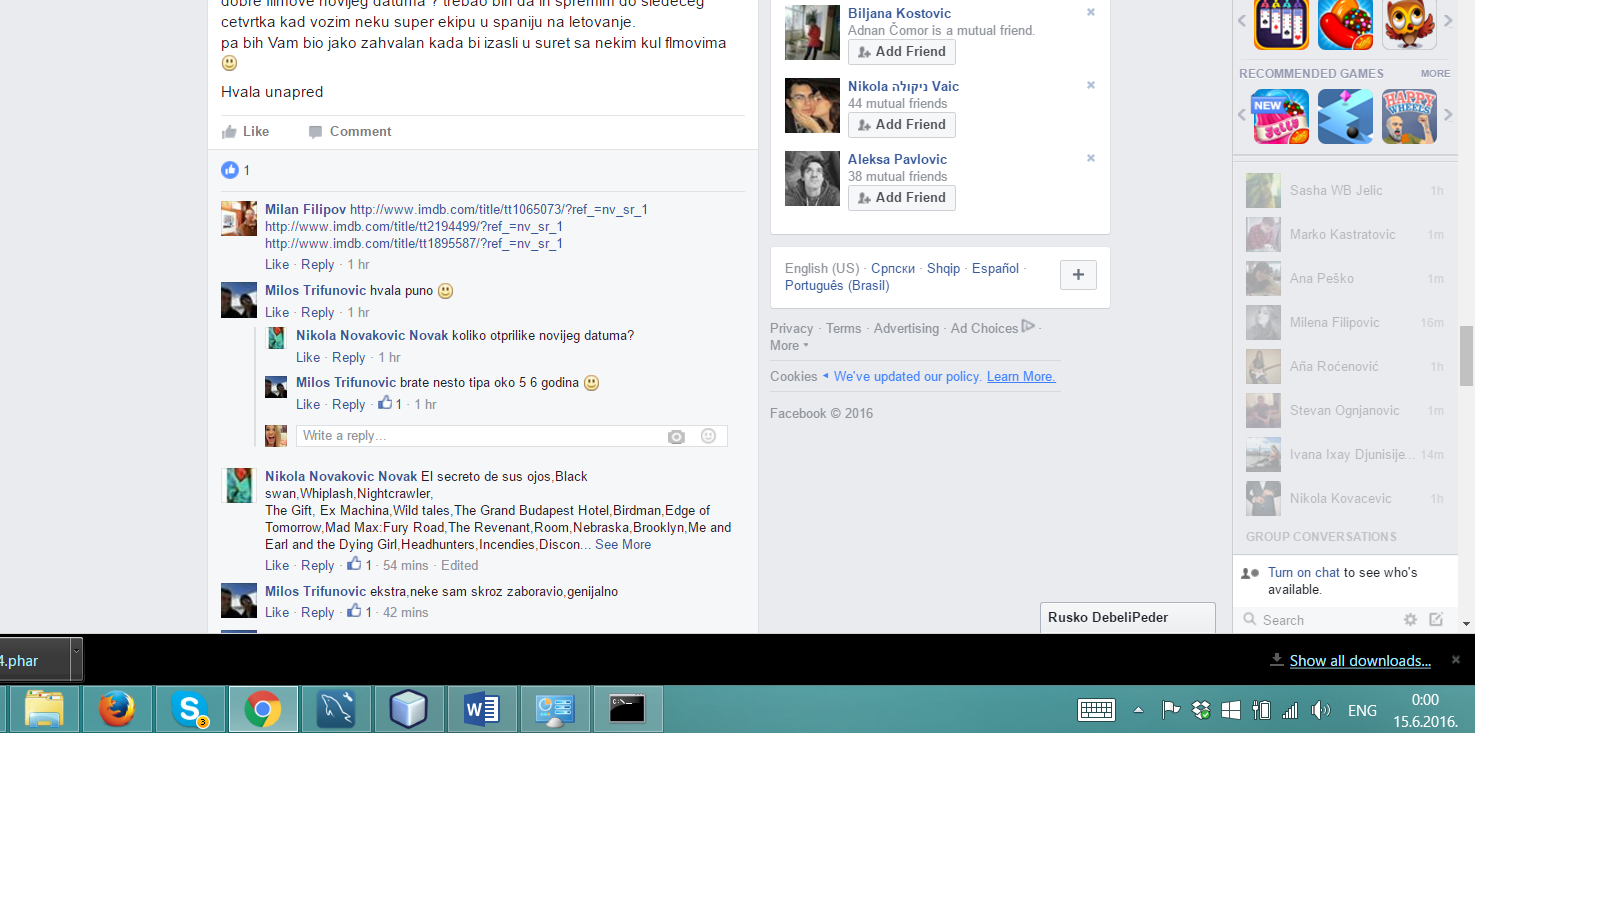 dobre filmove novijeg datuma ? trebao bih da ih spremim do sledeceg
cetvrtka kad vozim neku super ekipu u spaniju na letovanje.
pa bih Vam bio jako zahvalan kada bi izasli u suret sa nekim kul flmovima
Hvala unapred
Like Comment
1
Milan Filipov http://www.imdb.com/title/tt1065073/?ref_=nv_sr_1
http://www.imdb.com/title/tt2194499/?ref_=nv_sr_1
http://www.imdb.com/title/tt1895587/?ref_=nv_sr_1
Like · Reply · 1 hr
Milos Trifunovic hvala puno
Like · Reply · 1 hr
Nikola Novakovic Novak koliko otprilike novijeg datuma?
Like · Reply · 1 hr
Milos Trifunovic brate nesto tipa oko 5 6 godina
Like · Reply · 1 · 1 hr
Write a reply...
Nikola Novakovic Novak El secreto de sus ojos,Black
swan,Whiplash,Nightcrawler,
The Gift, Ex Machina,Wild tales,The Grand Budapest Hotel,Birdman,Edge of
Tomorrow,Mad Max:Fury Road,The Revenant,Room,Nebraska,Brooklyn,Me and
Earl and the Dying Girl,Headhunters,Incendies,Discon... See More
Like · Reply · 1 · 54 mins · Edited
Milos Trifunovic ekstra,neke sam skroz zaboravio,genijalno
Like · Reply · 1 · 42 mins
Biljana Kostovic
Adnan Čomor is a mutual friend.
Add Friend
Nikola ניקולה Vaic
44 mutual friends
Add Friend
Aleksa Pavlovic
38 mutual friends
Add Friend
English (US) · Српски · Shqip · Español ·
Português (Brasil)
Privacy · Terms · Advertising · Ad Choices ·
More
Cookies We've updated our policy. Learn More.
Facebook © 2016
RECOMMENDED GAMES MORE
NEW
Jelly
HAPPY
WHEELS
Sasha WB Jelic 1h
Marko Kastratovic 1m
Ana Peško 1m
Milena Filipovic 16m
Aña Roćenović 1h
Stevan Ognjanovic 1m
Ivana Ixay Djunisije... 14m
Nikola Kovacevic 1h
GROUP CONVERSATIONS
Turn on chat to see who's
available.
Search
Rusko DebeliPeder
4.phar
Show all downloads...
3
C:\_
ENG
0:00
15.6.2016.